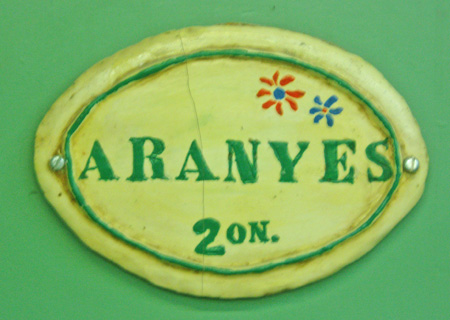 ARANYES
2ON.